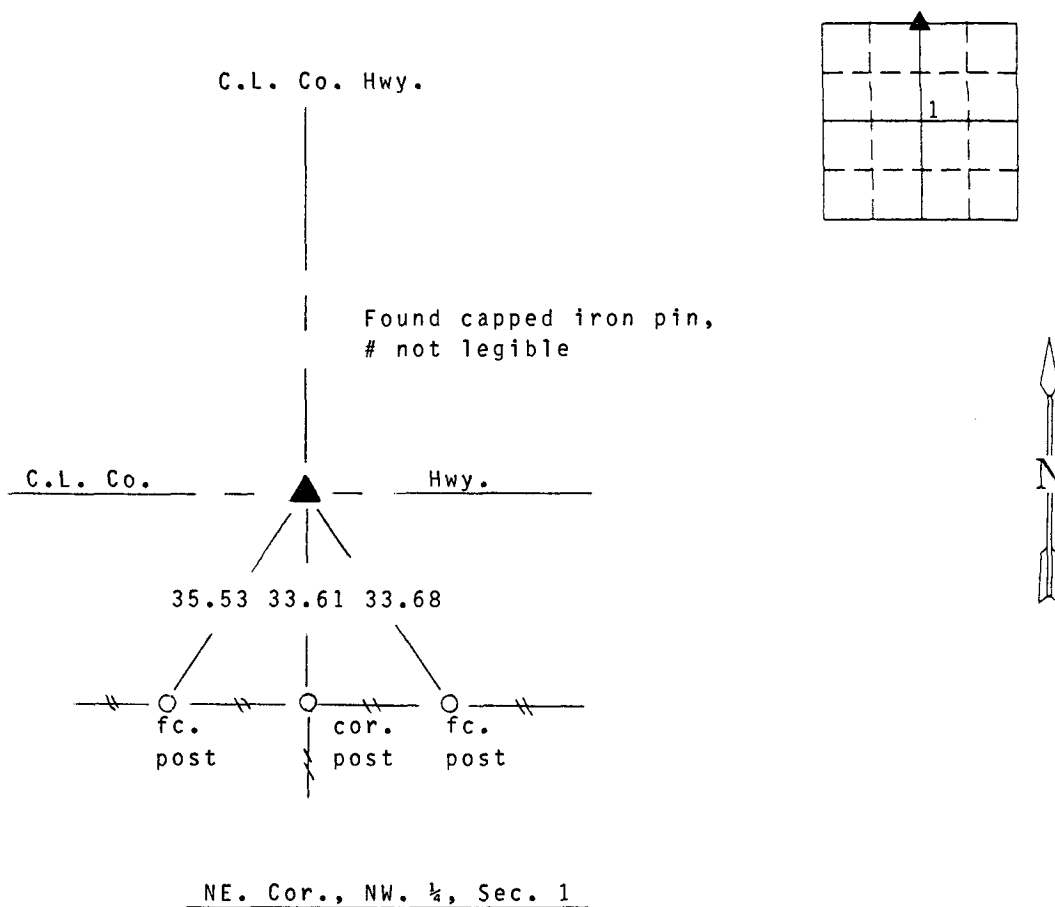 C.L. Co. Hwy.
1
Found capped iron pin,
# not legible
C.L. Co. Hwy.
N
35.53 33.61 33.68
fc. cor. fc.
post post post
NE. Cor., NW. ¼, Sec. 1